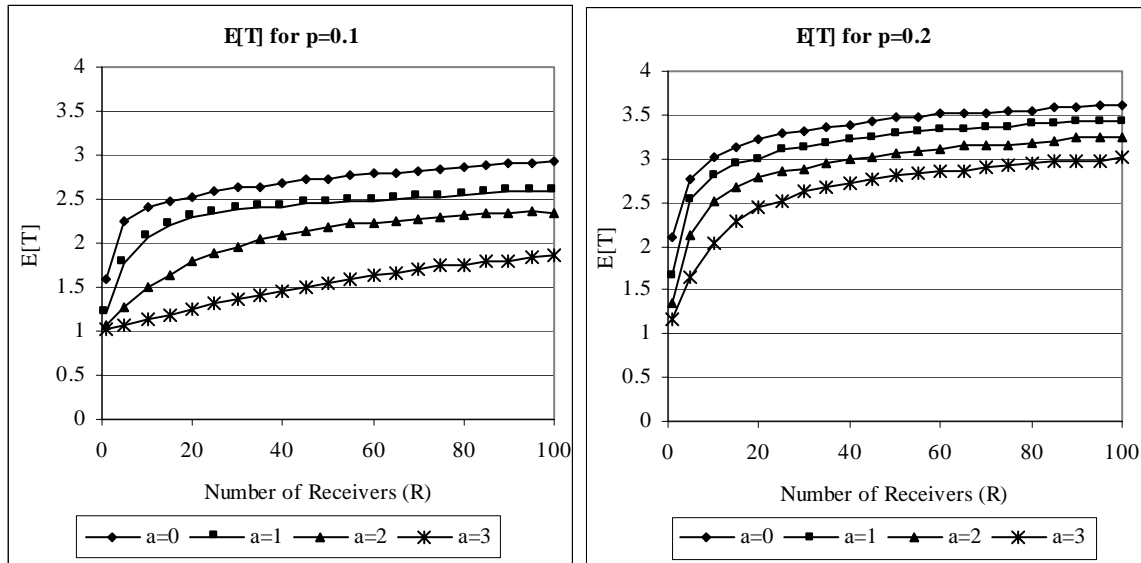 E[T] for p=0.1
4
3.5
3
2.5
2
1.5
1
0.5
0
E[T]
0 20 40 60 80 100
Number of Receivers (R)
a=0 a=1 a=2 a=3
E[T] for p=0.2
4
3.5
3
2.5
2
1.5
1
0.5
0
E[T]
0 20 40 60 80 100
Number of Receivers (R)
a=0 a=1 a=2 a=3